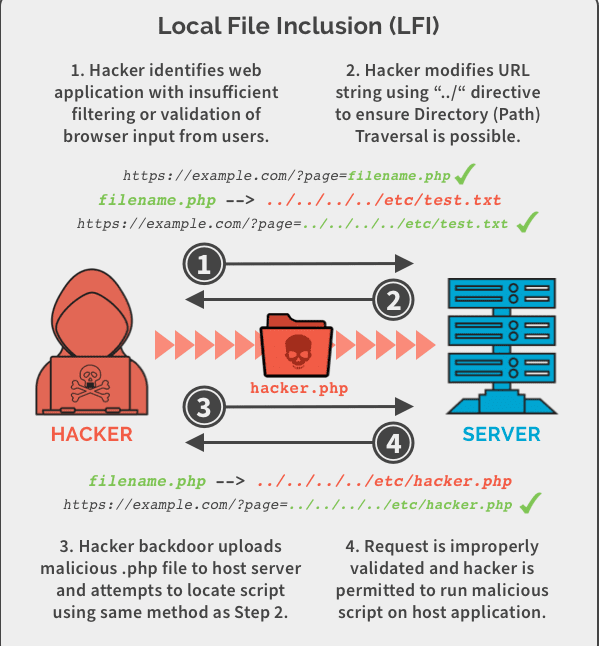 Local File Inclusion (LFI)
1. Hacker identifies web
application with insufficient
filtering or validation of
browser input from users.
2. Hacker modifies URL
string using “../“ directive
to ensure Directory (Path)
Traversal is possible.
https://example.com/?page=filename.php
filename.php --> ../../../../etc/test.txt
https://example.com/?page=../../../../etc/test.txt
1
2
hacker.php
3
4
HACKER
SERVER
filename.php --> ../../../../etc/hacker.php
https://example.com/?page=../../../../etc/hacker.php
3. Hacker backdoor uploads
malicious .php file to host server
and attempts to locate script
using same method as Step 2.
4. Request is improperly
validated and hacker is
permitted to run malicious
script on host application.